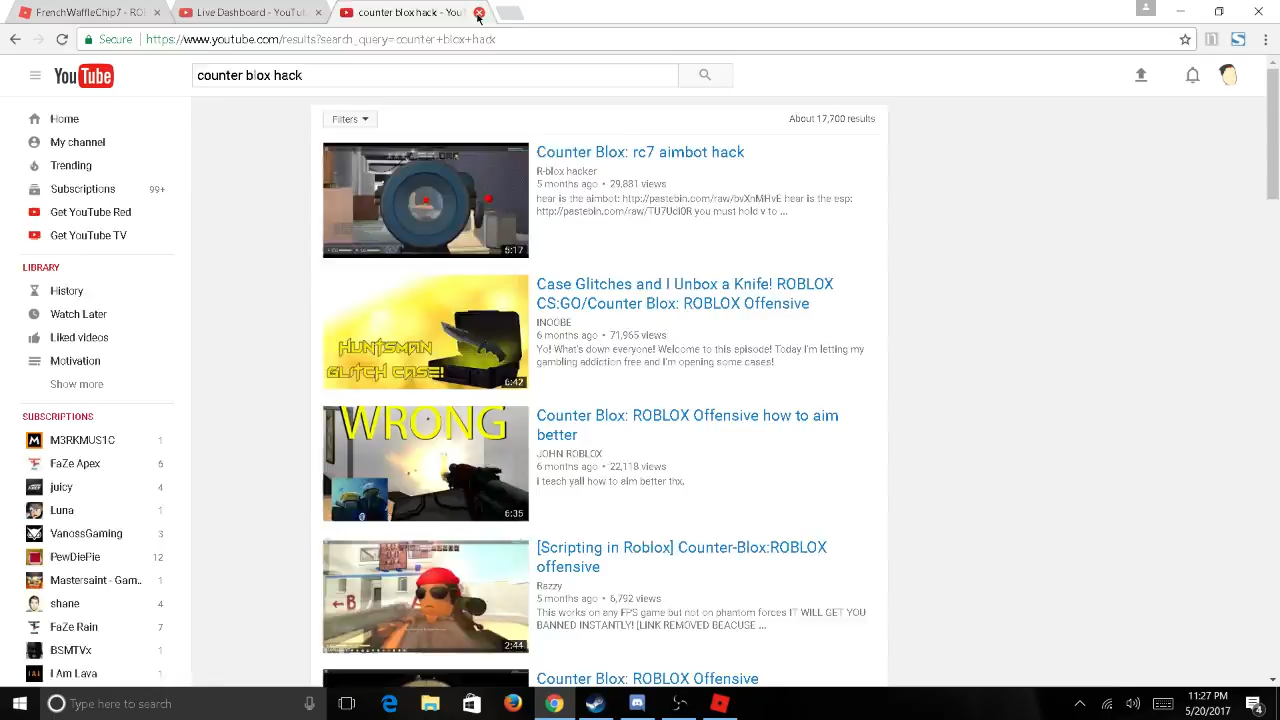 FrenchWaffleChip7 - RO
Live Dashboard - YouTu
counter blox hack - You
Secure
https://www.youtube.com/results?search_query=counter+blox+hack
YouTube
counter blox hack
Home
My channel
Trending
Subscriptions 99+
Get YouTube Red
Get YouTube TV
LIBRARY
History
Watch Later
Liked videos
Motivation
Show more
SUBSCRIPTIONS
M3RKMUS1C 1
FaZe Apex 6
juicy 4
Luna 1
VanossGaming 3
PewDiePie 12
Mastersaint - Gam.. 1
shane 4
FaZe Rain 7
BSMTVx 1
I Am Lava 1
Filters
About 17,700 results
5:17
Counter Blox: rc7 aimbot hack
R-blox hacker
5 months ago • 29,881 views
hear is the aimbot: http://pastebin.com/raw/bvXnMHvE hear is the esp:
http://pastebin.com/raw/TU7Uci0R you must hold v to ...
HUNTSMAN
GLITCH CASE!
6:42
Case Glitches and I Unbox a Knife! ROBLOX
CS:GO/Counter Blox: ROBLOX Offensive
INOOBE
6 months ago • 71,965 views
Yo! What's down everyone! Welcome to this episode! Today I'm letting my
gambling addiction free and I'm opening some cases!
WRONG
6:35
Counter Blox: ROBLOX Offensive how to aim
better
JOHN ROBLOX
6 months ago • 22,118 views
i teach yall how to aim better thx.
B
A
2:44
[Scripting in Roblox] Counter-Blox:ROBLOX
offensive
Razzy
5 months ago • 6,792 views
This works on any FPS game but not on phantom forces IT WILL GET YOU
BANNED INSTANTLY! [LINK REMOVED BEACUSE ...
Counter Blox: ROBLOX Offensive
Type here to search
11:27 PM
5/20/2017
4